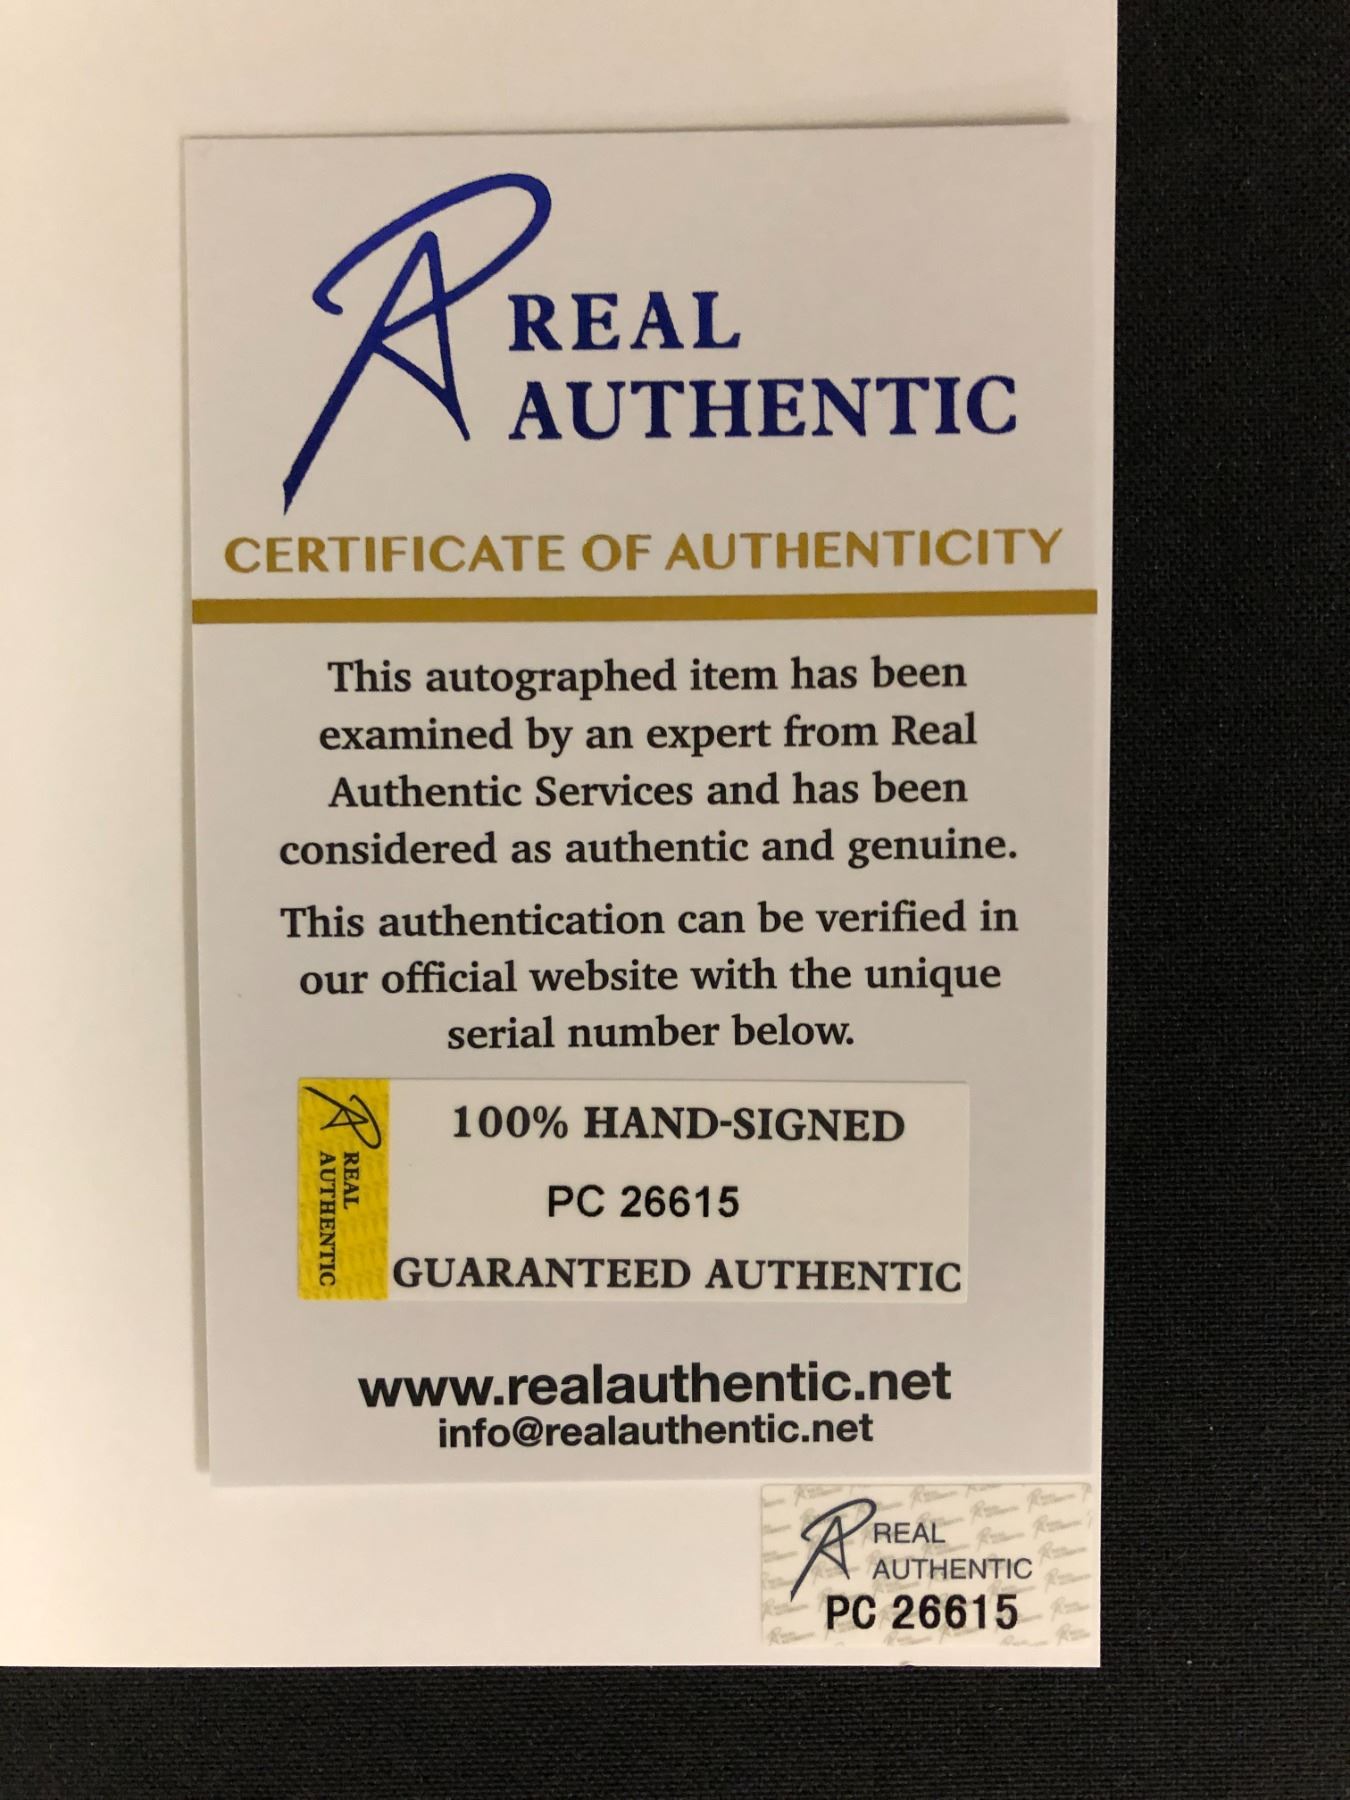 REAL
AUTHENTIC
CERTIFICATE OF AUTHENTICITY
This autographed item has been
examined by an expert from Real
Authentic Services and has been
considered as authentic and genuine.
This authentication can be verified in
our official website with the unique
serial number below.
REAL
AUTHENTIC
100% HAND-SIGNED
PC 26615
GUARANTEED AUTHENTIC
www.realauthentic.net
info@realauthentic.net
REAL
AUTHENTIC
PC 26615